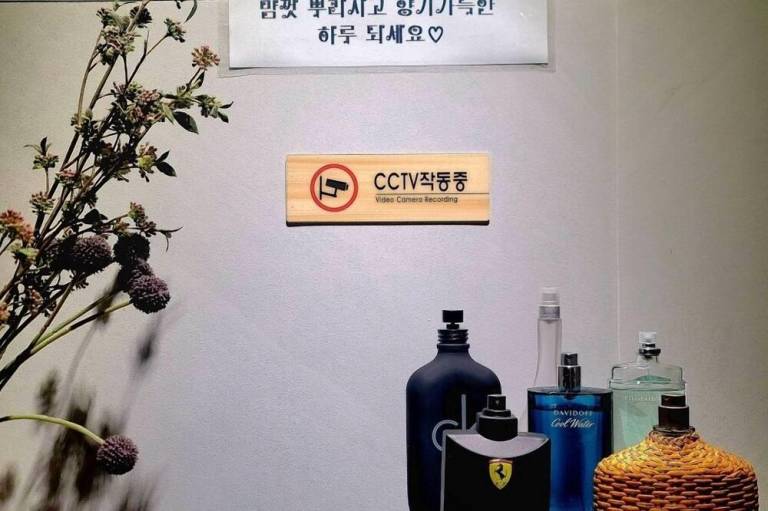 맘껏 뿌리시고 향기가득한
하루 되세요♡
CCTV작동중
Video Camera Recording
ck
DAVIDOFF
Cool Water